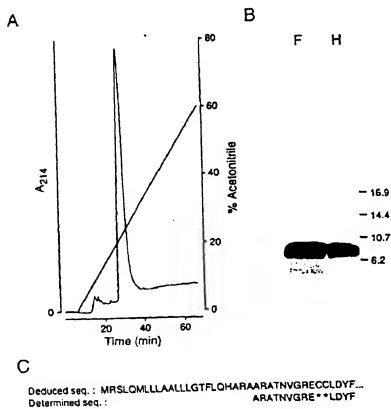 A
B
80
60
40
20
0
A214
0
% Acetonitrile
20 40 60
Time (min)
F H
16.9
14.4
10.7
6.2
C
Deduced seq. : MRSLQMLLLAALLLGTFLQHARAARATNVGRECCLDYF...
Determined seq. : ARATNVGRE**LDYF